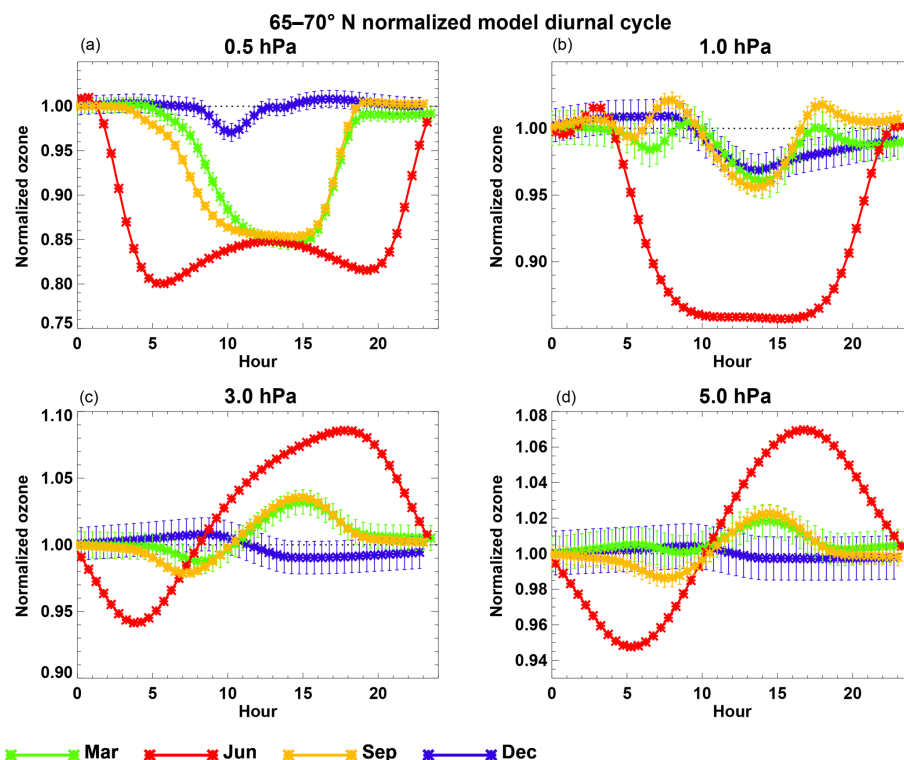 65–70° N normalized model diurnal cycle
(a) 0.5 hPa
Normalized ozone
1.00
0.95
0.90
0.85
0.80
0.75
0 5 10 15 20
Hour
(b) 1.0 hPa
Normalized ozone
1.00
0.95
0.90
0 5 10 15 20
Hour
(c) 3.0 hPa
Normalized ozone
1.10
1.05
1.00
0.95
0.90
0 5 10 15 20
Hour
(d) 5.0 hPa
Normalized ozone
1.08
1.06
1.04
1.02
1.00
0.98
0.96
0.94
0 5 10 15 20
Hour
Mar Jun Sep Dec